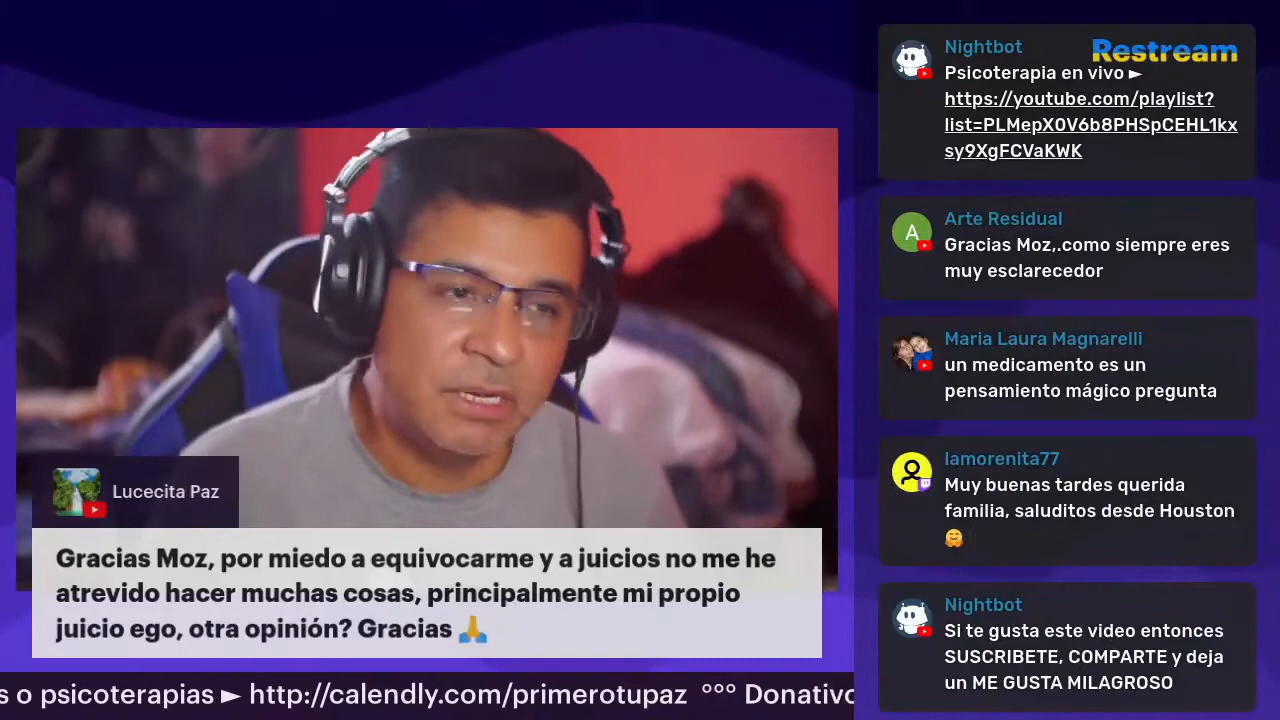 Lucecita Paz
Gracias Moz, por miedo a equivocarme y a juicios no me he
atrevido hacer muchas cosas, principalmente mi propio
juicio ego, otra opinión? Gracias 🙏
s o psicoterapias ► http://calendly.com/primerotupaz °°° Donativo
Restream
Nightbot
Psicoterapia en vivo ►
https://youtube.com/playlist?
list=PLMepX0V6b8PHSpCEHL1kx
sy9XgFCVaKWK
A
Arte Residual
Gracias Moz,.como siempre eres
muy esclarecedor
Maria Laura Magnarelli
un medicamento es un
pensamiento mágico pregunta
lamorenita77
Muy buenas tardes querida
familia, saluditos desde Houston
🤗
Nightbot
Si te gusta este video entonces
SUSCRIBETE, COMPARTE y deja
un ME GUSTA MILAGROSO